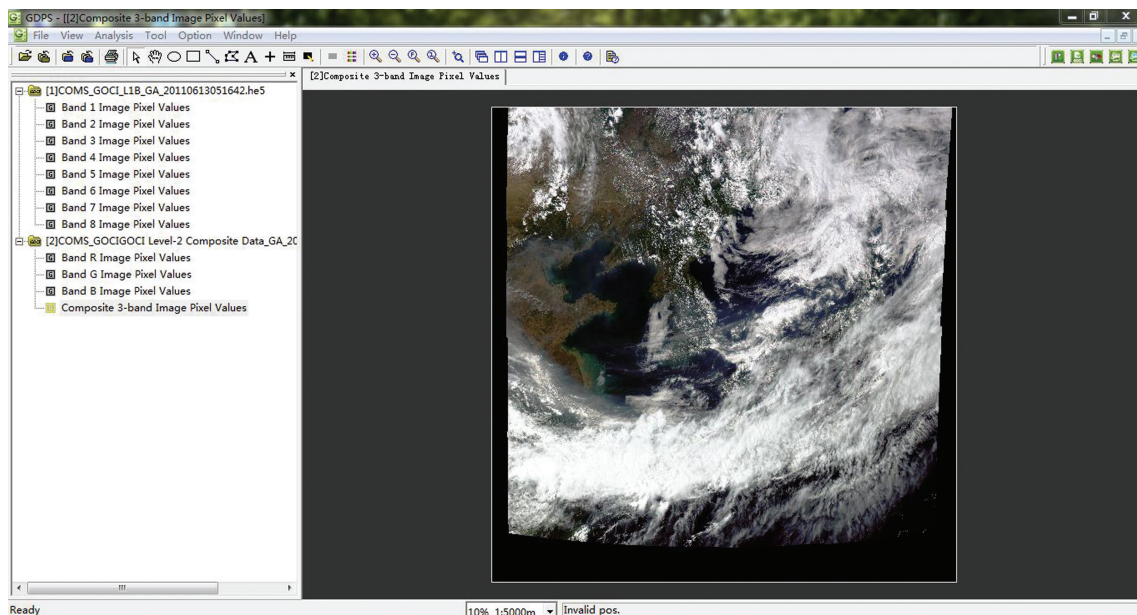 GDPS - [[2]Composite 3-band Image Pixel Values]
File View Analysis Tool Option Window Help
[2]Composite 3-band Image Pixel Values
[1]COMS_GOCI_L1B_GA_20110613051642.he5
Band 1 Image Pixel Values
Band 2 Image Pixel Values
Band 3 Image Pixel Values
Band 4 Image Pixel Values
Band 5 Image Pixel Values
Band 6 Image Pixel Values
Band 7 Image Pixel Values
Band 8 Image Pixel Values
[2]COMS_GOCIGOCI Level-2 Composite Data_GA_20
Band R Image Pixel Values
Band G Image Pixel Values
Band B Image Pixel Values
Composite 3-band Image Pixel Values
Ready
10% 1:5000m
Invalid pos.